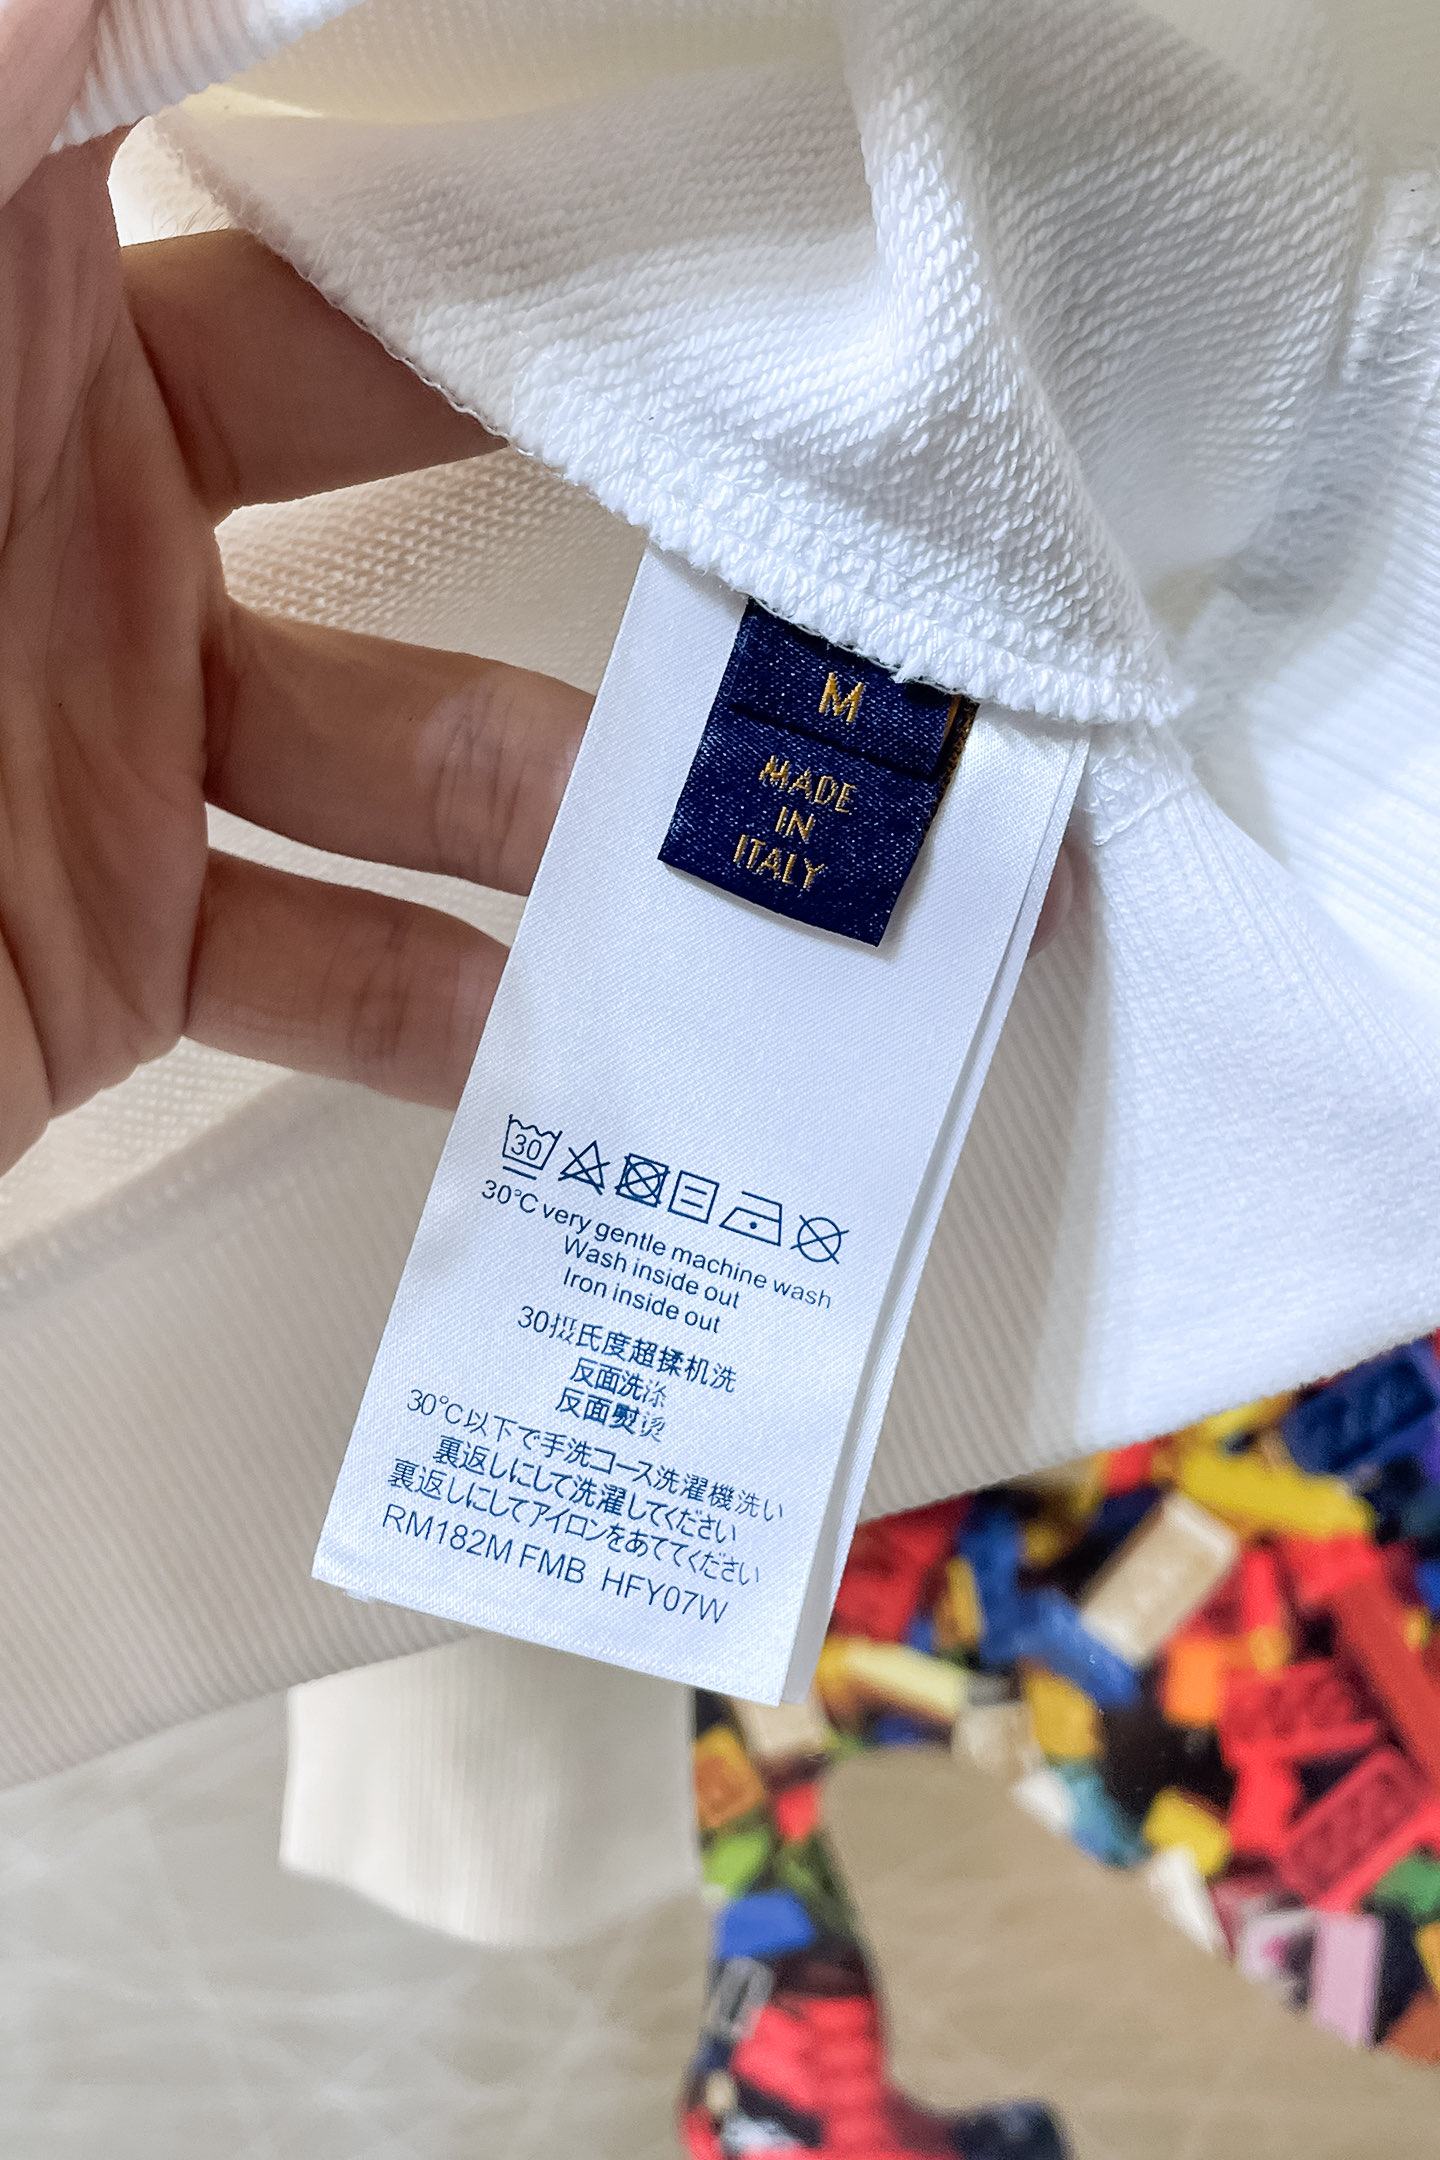 M
MADE
IN
ITALY
30
30°C very gentle machine wash
Wash inside out
Iron inside out
30摄氏度超揉机洗
反面洗涤
反面熨烫
30°C以下で手洗コース洗濯機洗い
裏返しにして洗濯してください
裏返しにしてアイロンをあててください
RM182M FMB HFY07W